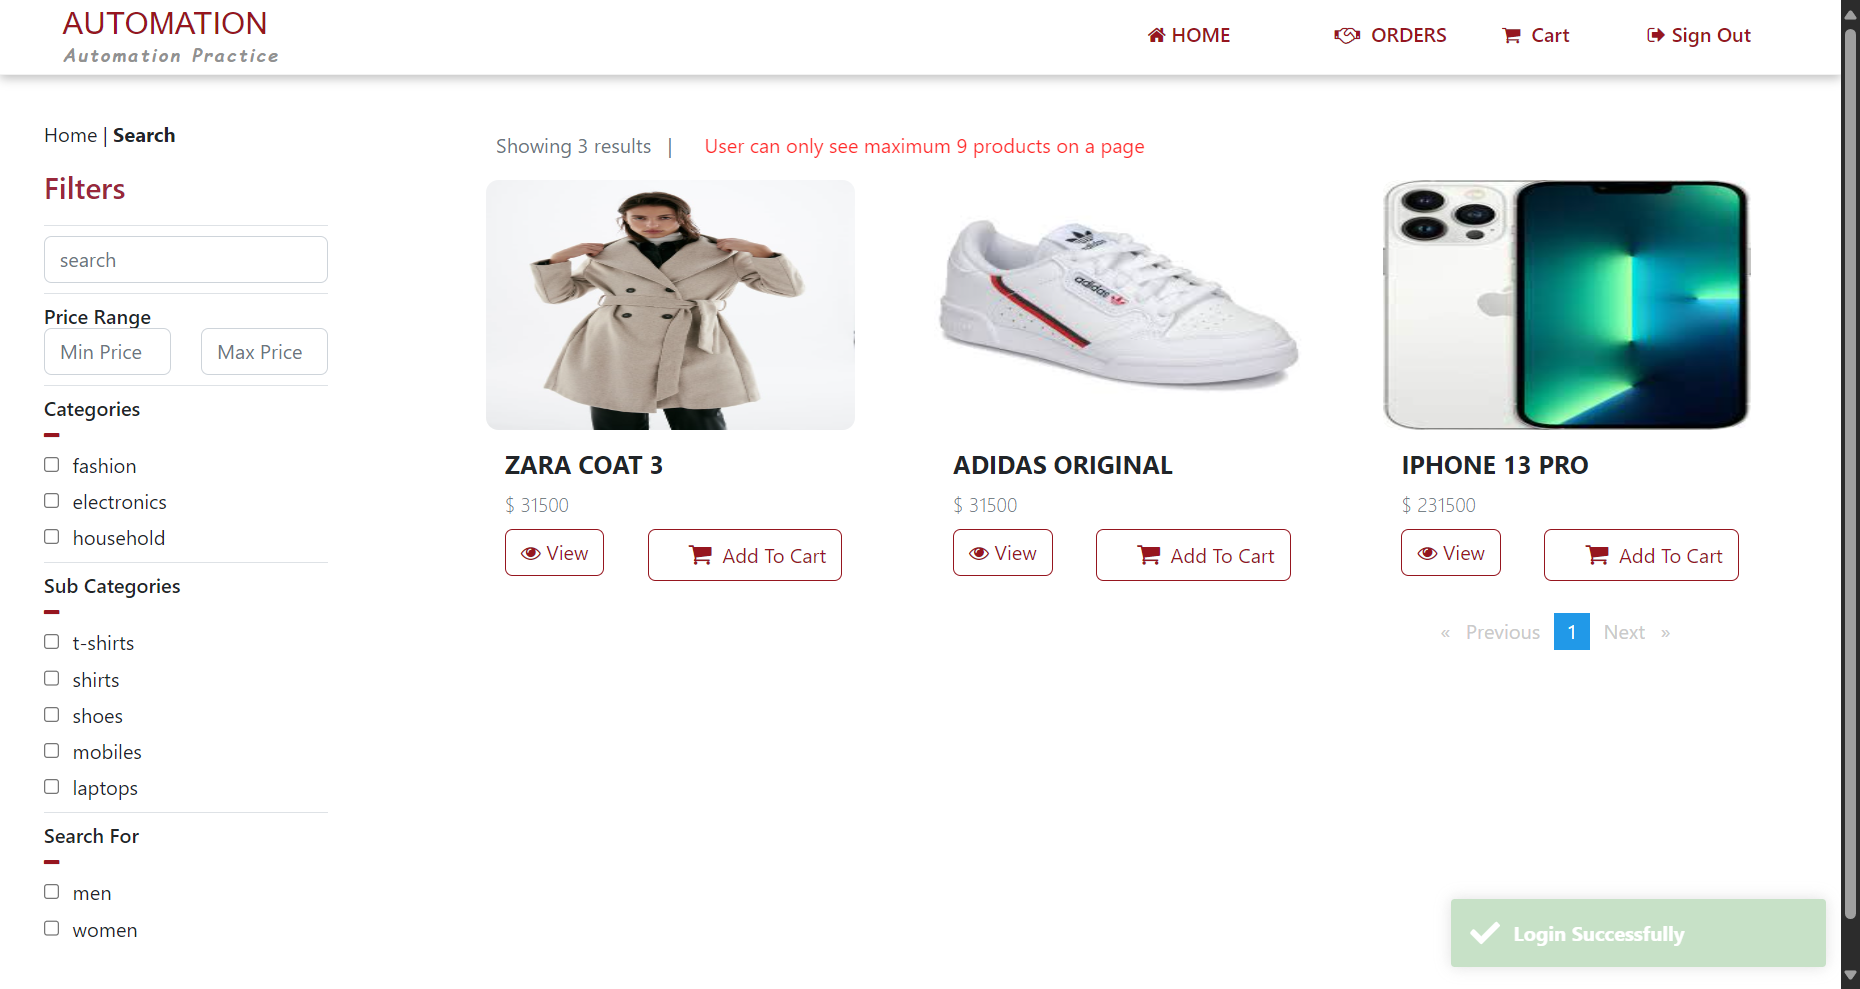 AUTOMATION
Automation Practice
HOME
ORDERS
Cart
Sign Out
Home | Search
Filters
search
Price Range
Min Price
Max Price
Categories
fashion
electronics
household
Sub Categories
t-shirts
shirts
shoes
mobiles
laptops
Search For
men
women
Showing 3 results |
User can only see maximum 9 products on a page
adidas
adidas
ZARA COAT 3
$ 31500
View
Add To Cart
ADIDAS ORIGINAL
$ 31500
View
Add To Cart
IPHONE 13 PRO
$ 231500
View
Add To Cart
« Previous 1 Next »
Login Successfully